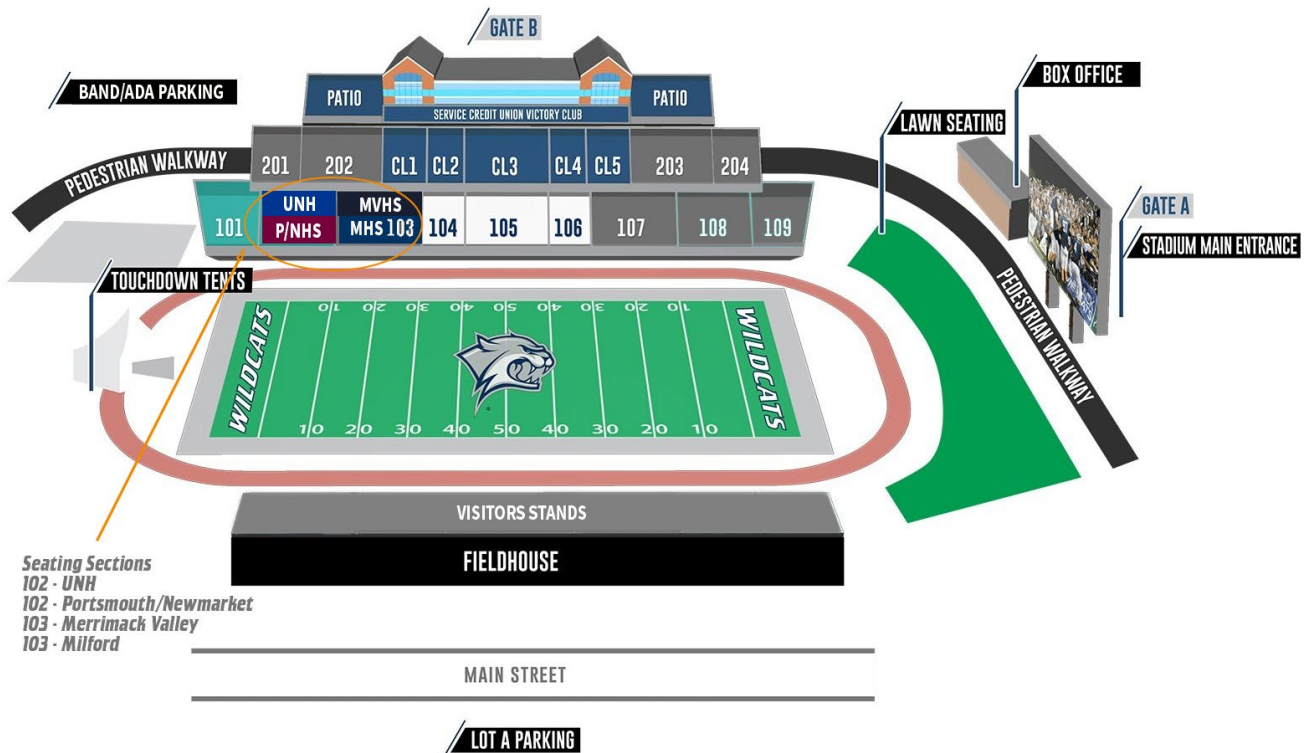 GATE B
BAND/ADA PARKING
BOX OFFICE
PATIO
PATIO
SERVICE CREDIT UNION VICTORY CLUB
LAWN SEATING
PEDESTRIAN WALKWAY
201 202 CL1 CL2 CL3 CL4 CL5 203 204
UNH MVHS
101 P/NHS MHS 103 104 105 106 107 108 109
GATE A
STADIUM MAIN ENTRANCE
TOUCHDOWN TENTS
PEDESTRIAN WALKWAY
10 20 30 40 50 40 30 20 10
WILDCATS
WILDCATS
10 20 30 40 50 40 30 20 10
VISITORS STANDS
FIELDHOUSE
Seating Sections
102 - UNH
102 - Portsmouth/Newmarket
103 - Merrimack Valley
103 - Milford
MAIN STREET
LOT A PARKING